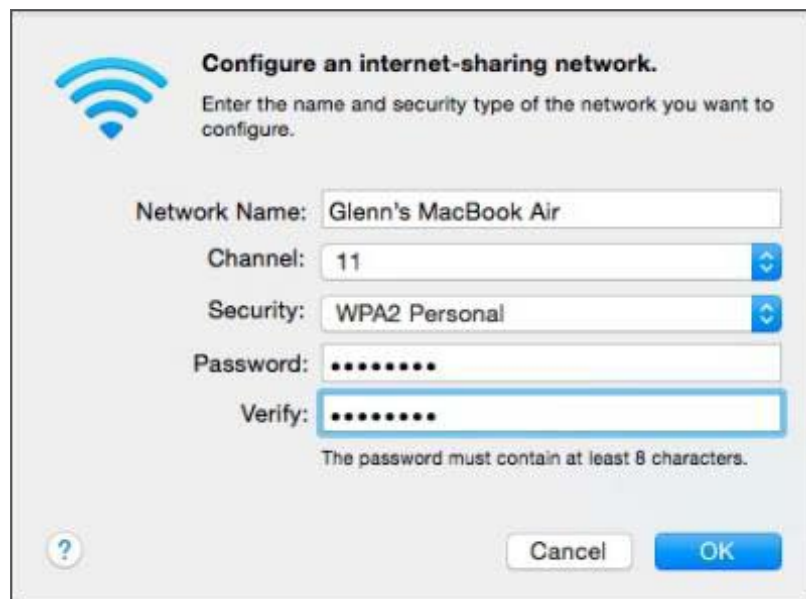 Configure an internet-sharing network.
Enter the name and security type of the network you want to
configure.
Network Name: Glenn's MacBook Air
Channel: 11
Security: WPA2 Personal
Password: ••••••••
Verify: ••••••••
The password must contain at least 8 characters.
? Cancel OK